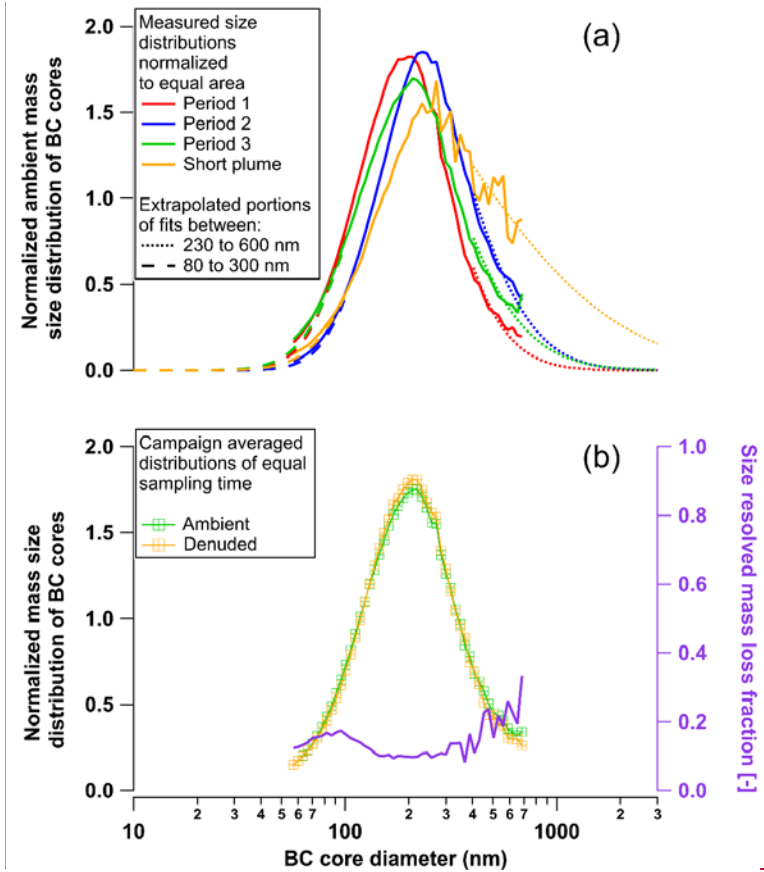 (a)
Normalized ambient mass
size distribution of BC cores
2.0
1.5
1.0
0.5
0.0
Measured size
distributions
normalized
to equal area
Period 1
Period 2
Period 3
Short plume
Extrapolated portions
of fits between:
230 to 600 nm
80 to 300 nm
(b)
Normalized mass size
distribution of BC cores
2.0
1.5
1.0
0.5
0.0
Campaign averaged
distributions of equal
sampling time
Ambient
Denuded
1.0
0.8
0.6
0.4
0.2
0.0
Size resolved mass loss fraction [-]
10 2 3 4 5 6 7 100 2 3 4 5 6 7 1000 2 3
BC core diameter (nm)